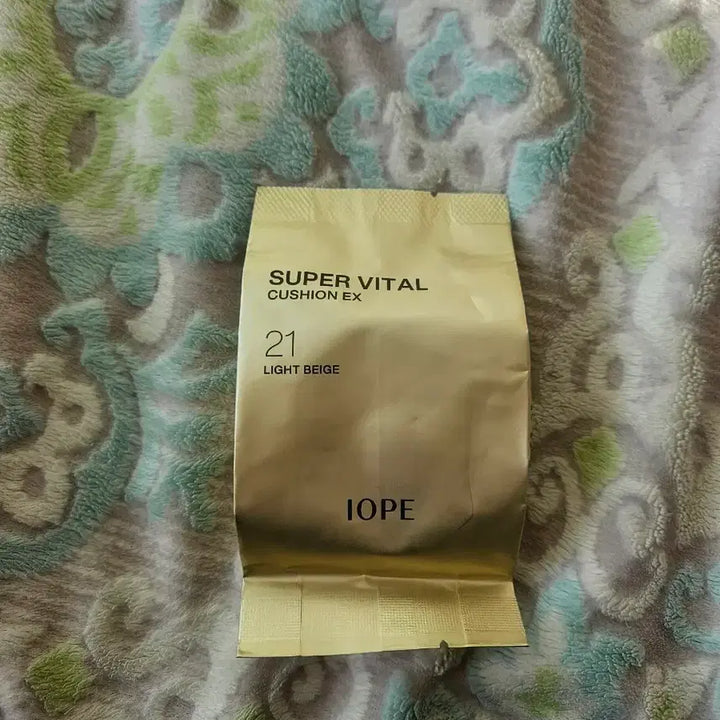 SUPER VITAL
CUSHION EX
21
LIGHT BEIGE
IOPE